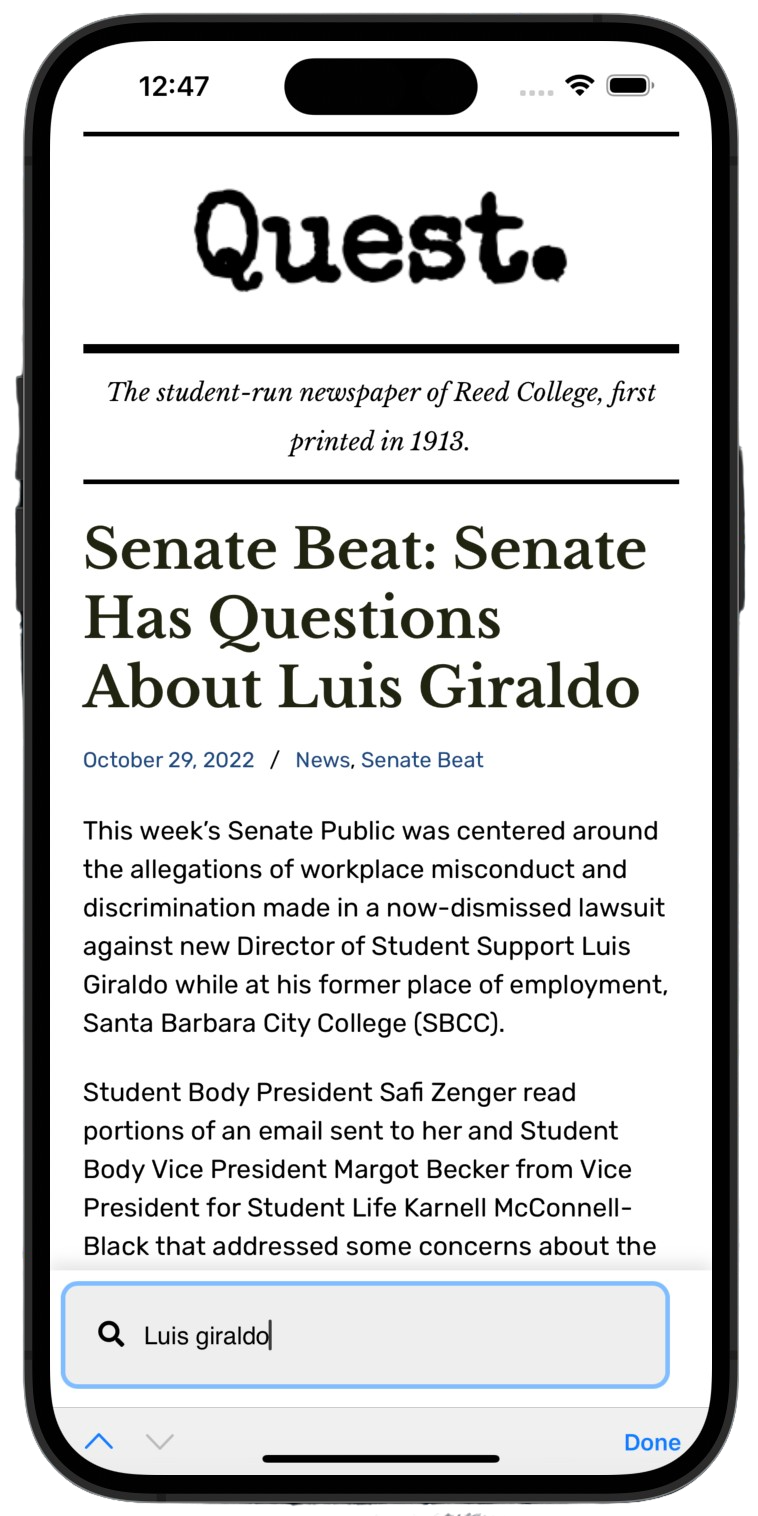 12:47
Quest.
The student-run newspaper of Reed College, first
printed in 1913.
Senate Beat: Senate
Has Questions
About Luis Giraldo
October 29, 2022 / News, Senate Beat
This week’s Senate Public was centered around
the allegations of workplace misconduct and
discrimination made in a now-dismissed lawsuit
against new Director of Student Support Luis
Giraldo while at his former place of employment,
Santa Barbara City College (SBCC).
Student Body President Safi Zenger read
portions of an email sent to her and Student
Body Vice President Margot Becker from Vice
President for Student Life Karnell McConnell-
Black that addressed some concerns about the
Luis giraldo
Done